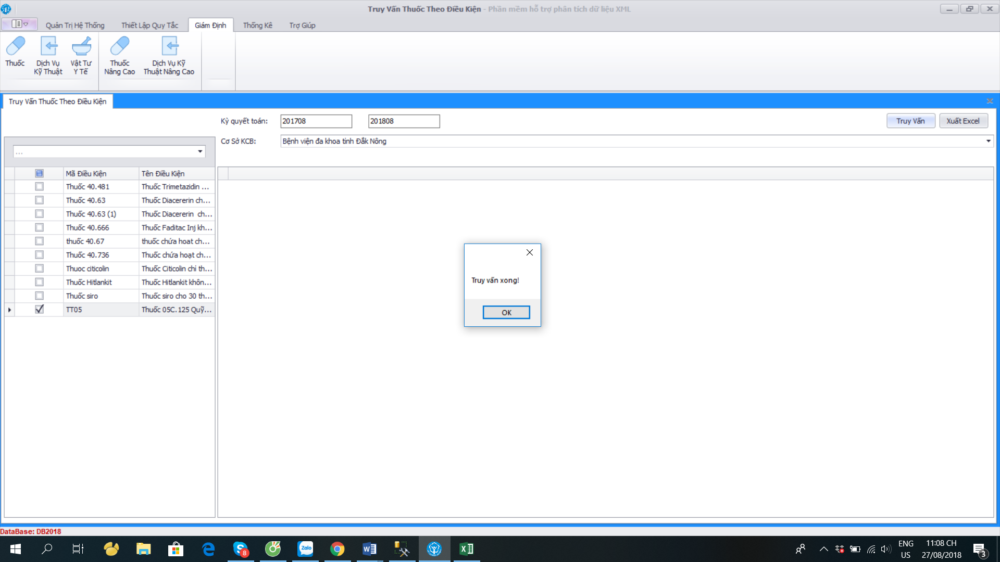 Truy Vấn Thuốc Theo Điều Kiện - Phần mềm hỗ trợ phân tích dữ liệu XML
Quản Trị Hệ Thống
Thiết Lập Quy Tắc
Giám Định
Thống Kê
Trợ Giúp
Thuốc
Dịch Vụ
Kỹ Thuật
Vật Tư
Y Tế
Thuốc
Nâng Cao
Dịch Vụ Kỹ
Thuật Nâng Cao
Truy Vấn Thuốc Theo Điều Kiện
Kỳ quyết toán:
201708
201808
Truy Vấn
Xuất Excel
Cơ Sở KCB:
Bệnh viện đa khoa tỉnh Đắk Nông
...
Mã Điều Kiện
Tên Điều Kiện
Thuốc 40.481
Thuốc Trimetazidin ...
Thuốc 40.63
Thuốc Diacererin ch...
Thuốc 40.63 (1)
Thuốc Diacererin ch...
Thuốc 40.666
Thuốc Faditac Inj kh...
thuốc 40.67
thuốc chứa hoat ch...
Thuốc 40.736
Thuốc chứa hoạt ch...
Thuoc citicolin
Thuốc Citicolin chỉ th...
Thuốc Hitlankit
Thuốc Hitlankit khôn...
Thuốc siro
Thuốc siro cho 30 th...
TT05
Thuốc 05C.125 Quỹ...
Truy vấn xong!
OK
DataBase: DB2018
8
Zalo
ENG
US
11:08 CH
27/08/2018
3